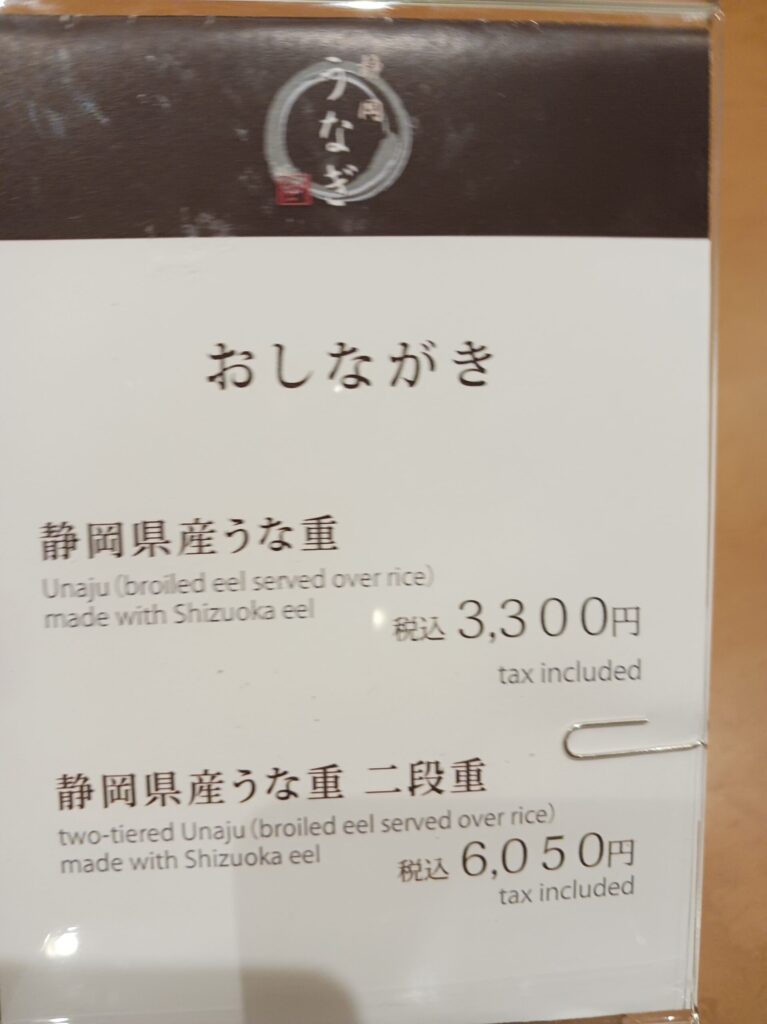 うなぎ
おしながき
静岡県産うな重
Unaju (broiled eel served over rice)
made with Shizuoka eel
税込 3,300円
tax included
静岡県産うな重 二段重
two-tiered Unaju (broiled eel served over rice)
made with Shizuoka eel
税込 6,050円
tax included